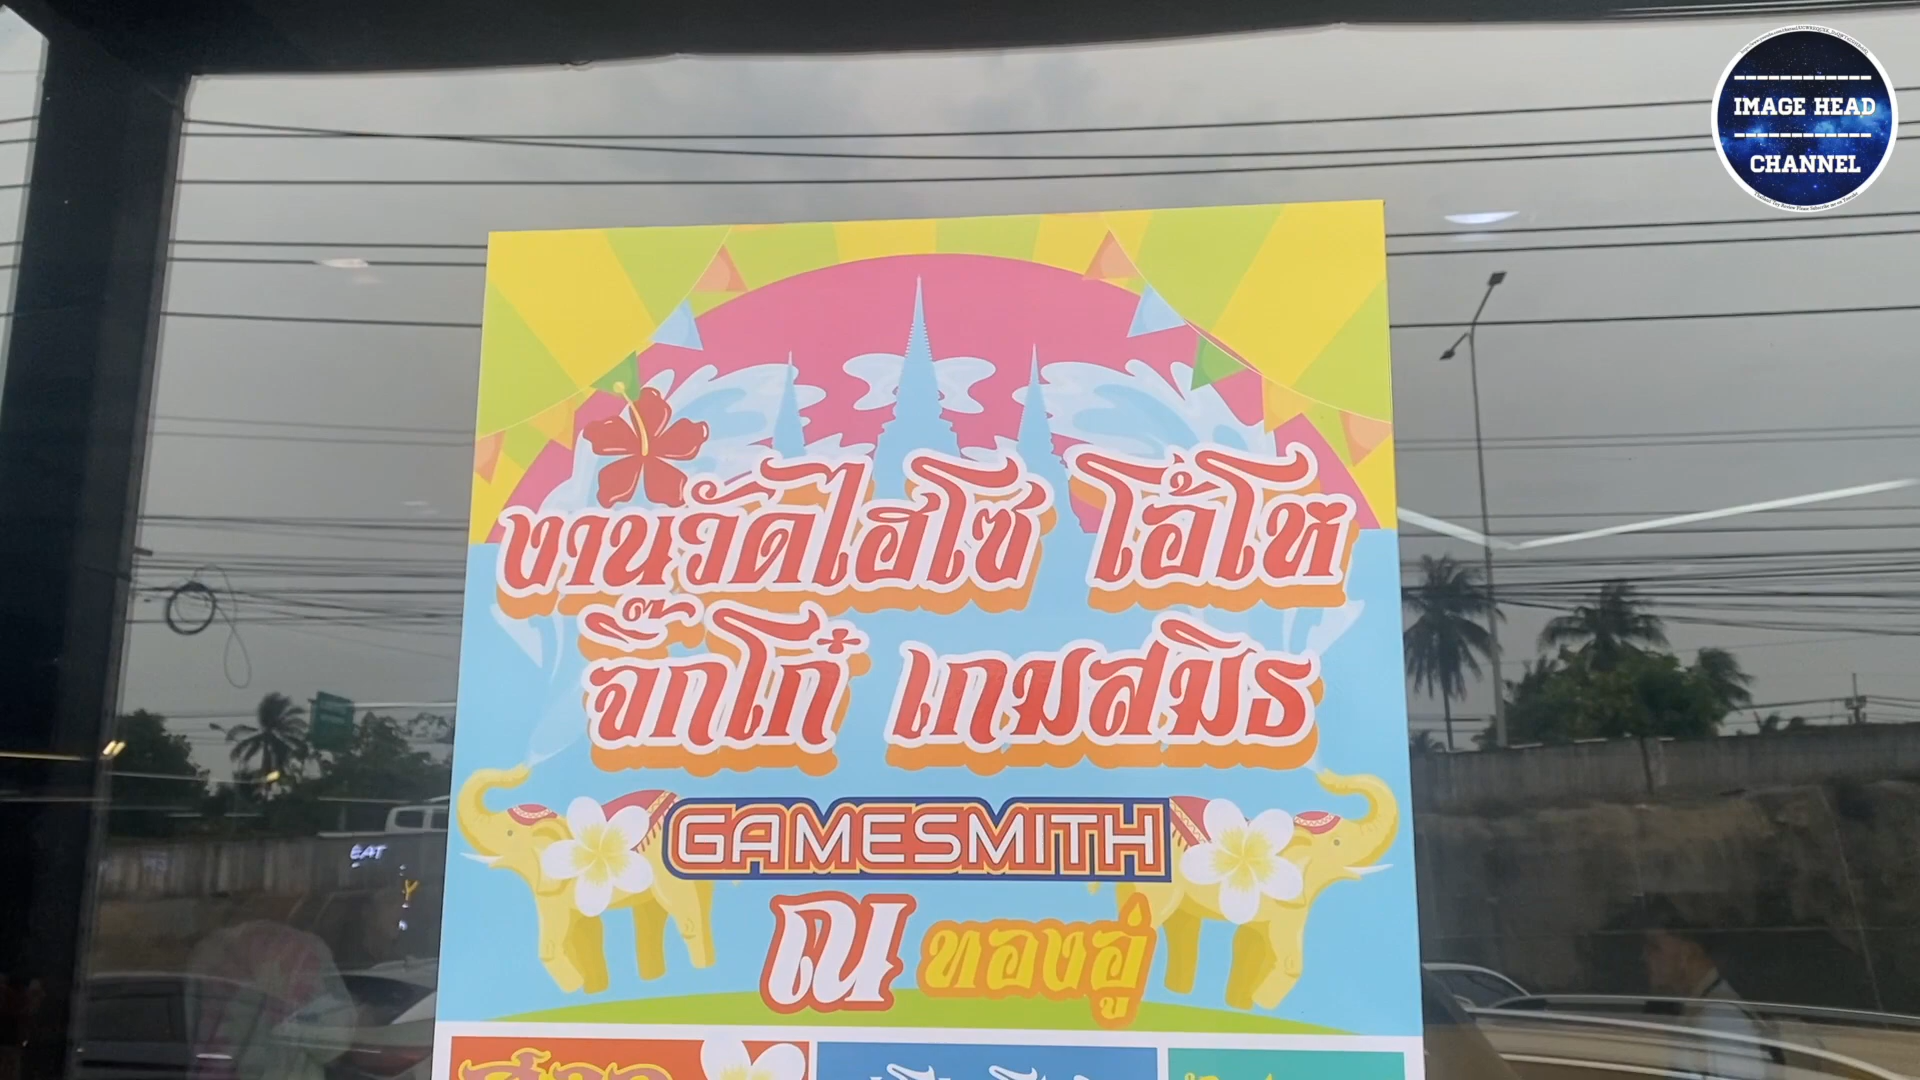 IMAGE HEAD
CHANNEL
งานวัดไฮโซ โอ้โห
จิ๊กโก๋ เกมสมิธ
GAMESMITH
ณ ทองอู่
EAT